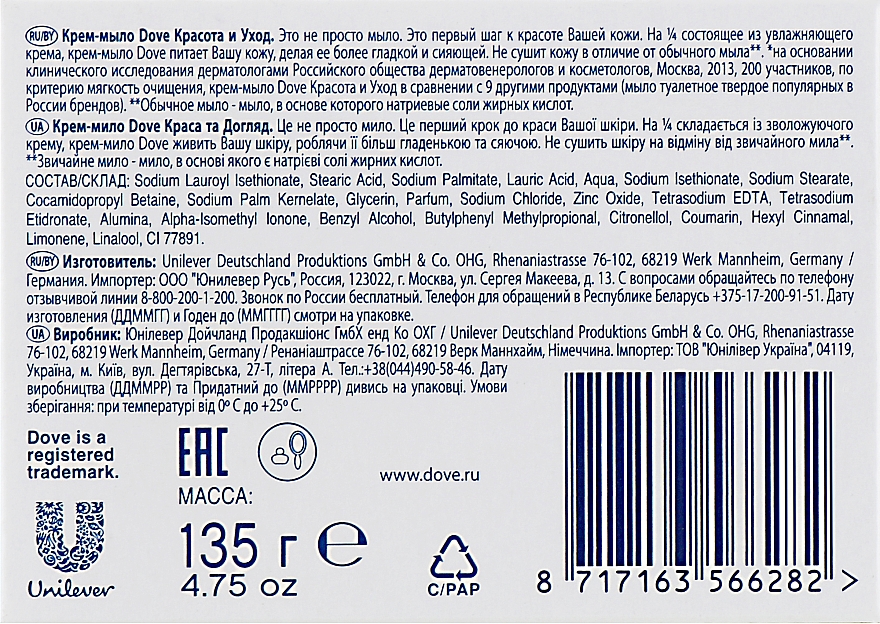 RU/BY Крем-мыло Dove Красота и Уход. Это не просто мыло. Это первый шаг к красоте Вашей кожи. На ¼ состоящее из увлажняющего
крема, крем-мыло Dove питает Вашу кожу, делая ее более гладкой и сияющей. Не сушит кожу в отличие от обычного мыла**. *на основании
клинического исследования дерматологами Российского общества дерматовенерологов и косметологов, Москва, 2013, 200 участников, по
критерию мягкость очищения, крем-мыло Dove Красота и Уход в сравнении с 9 другими продуктами (мыло туалетное твердое популярных в
России брендов). **Обычное мыло - мыло, в основе которого натриевые соли жирных кислот.
UA Крем-мило Dove Краса та Догляд. Це не просто мило. Це перший крок до краси Вашої шкіри. На ¼ складається із зволожуючого
крему, крем-мило Dove живить Вашу шкіру, роблячи її більш гладенькою та сяючою. Не сушить шкіру на відміну від звичайного мила**.
**Звичайне мило - мило, в основі якого є натрієві солі жирних кислот.
СОСТАВ/СКЛАД: Sodium Lauroyl Isethionate, Stearic Acid, Sodium Palmitate, Lauric Acid, Aqua, Sodium Isethionate, Sodium Stearate,
Cocamidopropyl Betaine, Sodium Palm Kernelate, Glycerin, Parfum, Sodium Chloride, Zinc Oxide, Tetrasodium EDTA, Tetrasodium
Etidronate, Alumina, Alpha-Isomethyl Ionone, Benzyl Alcohol, Butylphenyl Methylpropional, Citronellol, Coumarin, Hexyl Cinnamal,
Limonene, Linalool, CI 77891.
RU/BY Изготовитель: Unilever Deutschland Produktions GmbH & Co. OHG, Rhenaniastrasse 76-102, 68219 Werk Mannheim, Germany /
Германия. Импортер: ООО "Юнилевер Русь", Россия, 123022, г. Москва, ул. Сергея Макеева, д. 13. С вопросами обращайтесь по телефону
отзывчивой линии 8-800-200-1-200. Звонок по России бесплатный. Телефон для обращений в Республике Беларусь +375-17-200-91-51. Дату
изготовления (ДДММГГ) и Годен до (ММГГГГ) смотри на упаковке.
UA Виробник: Юнілевер Дойчланд Продакшіонс ГмбХ енд Ко ОХГ / Unilever Deutschland Produktions GmbH & Co. OHG, Rhenaniastrasse
76-102, 68219 Werk Mannheim, Germany / Ренаніаштрассе 76-102, 68219 Верк Маннхайм, Німеччина. Імпортер: ТОВ "Юнілівер Україна", 04119,
Україна, м. Київ, вул. Дегтярівська, 27-Т, літера А. Тел.:+38(044)490-58-46. Дату
виробництва (ДДММРР) та Придатний до (ММРРРР) дивись на упаковці. Умови
зберігання: при температурі від 0º С до +25º С.
Dove is a
registered
trademark.
EAC
www.dove.ru
МАССА:
135 г ℮
4.75 oz
Unilever
C/PAP
8 717163 566282 >